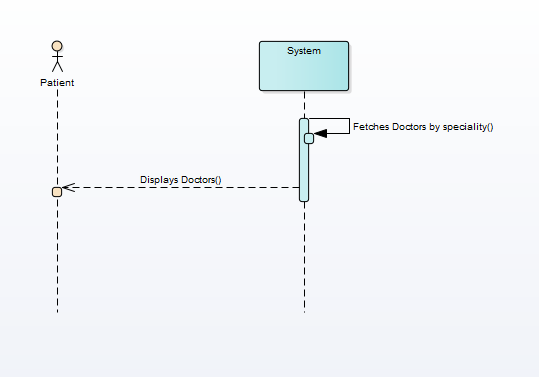 System
Patient
Fetches Doctors by speciality()
Displays Doctors()